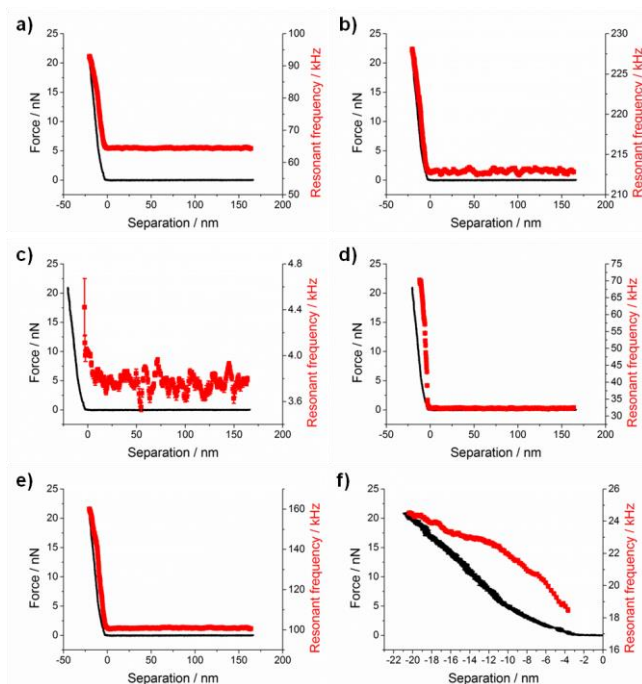 a)
25
20
15
10
5
0
Force / nN
100
90
80
70
60
50
Resonant frequency / kHz
-50 0 50 100 150 200
Separation / nm
b)
25
20
15
10
5
0
Force / nN
230
227
224
221
218
215
212
210
Resonant frequency / kHz
-50 0 50 100 150 200
Separation / nm
c)
25
20
15
10
5
0
Force / nN
4.8
4.4
4.0
3.6
Resonant frequency / kHz
0 50 100 150 200
Separation / nm
d)
25
20
15
10
5
0
Force / nN
75
70
65
60
55
50
45
40
35
30
Resonant frequency / kHz
-50 0 50 100 150 200
Separation / nm
e)
25
20
15
10
5
0
Force / nN
160
140
120
100
Resonant frequency / kHz
-50 0 50 100 150 200
Separation / nm
f)
25
20
15
10
5
0
Force / nN
26
24
22
20
18
16
Resonant frequency / kHz
-22 -20 -18 -16 -14 -12 -10 -8 -6 -4 -2 0
Separation / nm